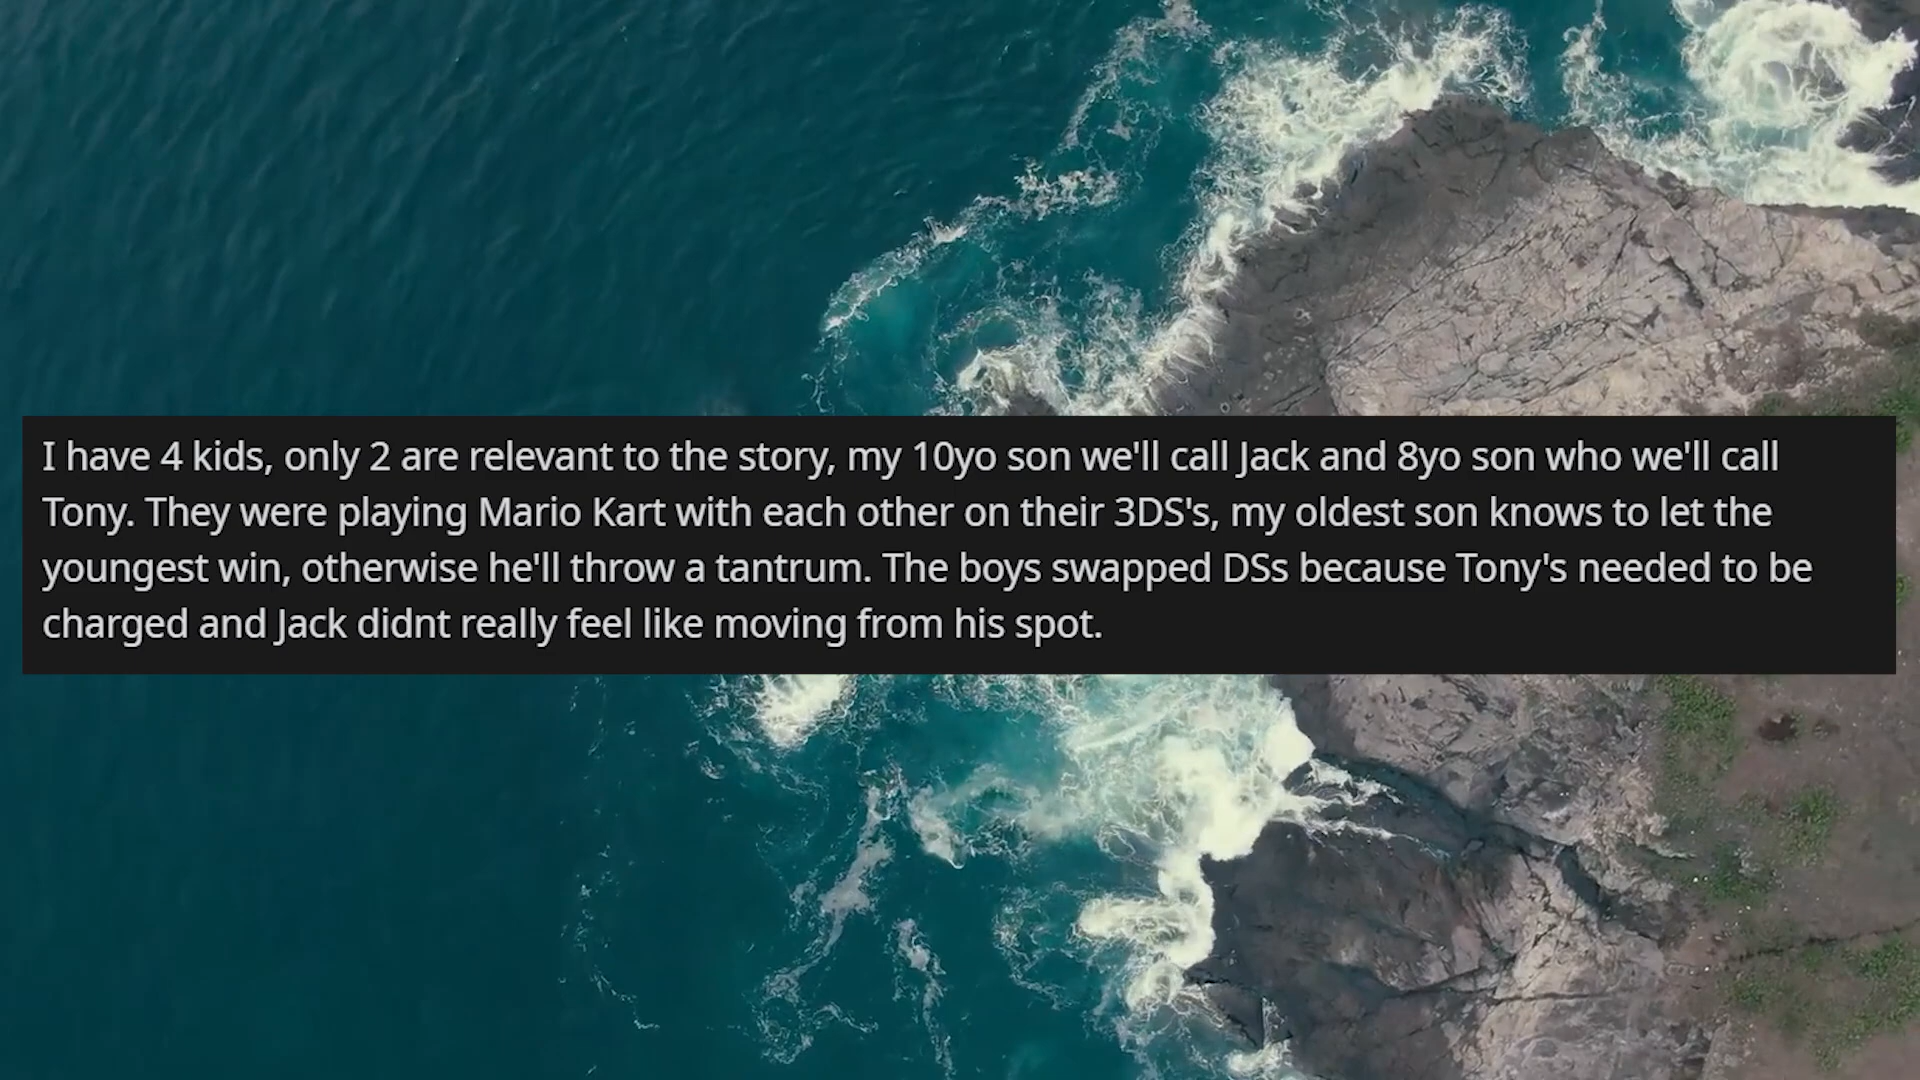 I have 4 kids, only 2 are relevant to the story, my 10yo son we'll call Jack and 8yo son who we'll call
Tony. They were playing Mario Kart with each other on their 3DS's, my oldest son knows to let the
youngest win, otherwise he'll throw a tantrum. The boys swapped DSs because Tony's needed to be
charged and Jack didnt really feel like moving from his spot.